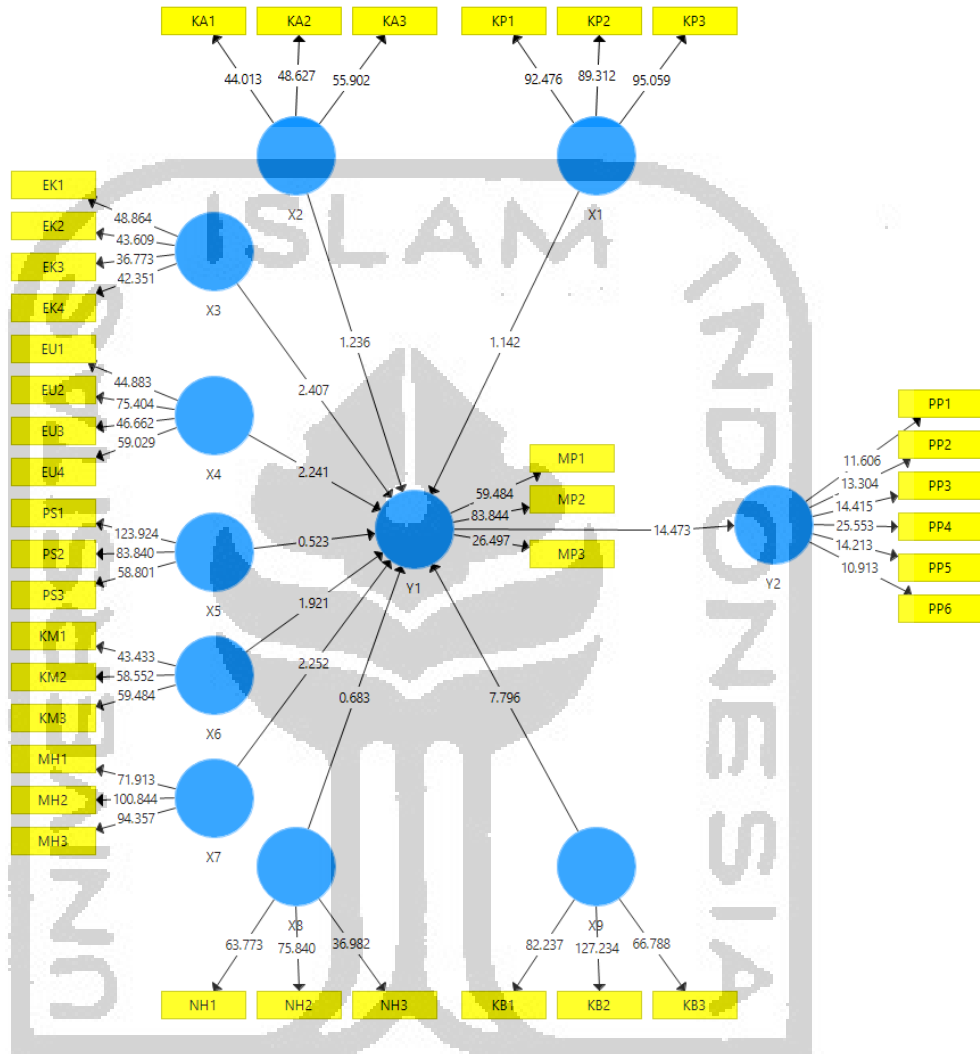 KA1 KA2 KA3 KP1 KP2 KP3
44.013 48.627 55.902 92.476 89.312 95.059
X2 X1
ISLAM
EK1
EK2
EK3
EK4
48.864
43.609
36.773
42.351
X3
1.236
1.142
2.407
EU1
EU2
EU3
EU4
44.883
75.404
46.662
59.029
X4
2.241
PS1
PS2
PS3
123.924
83.840
58.801
X5
0.523
MP1
MP2
MP3
59.484
83.844
26.497
Y1
14.473
Y2
PP1
PP2
PP3
PP4
PP5
PP6
11.606
13.304
14.415
25.553
14.213
10.913
KM1
KM2
KM3
43.433
58.552
59.484
X6
1.921
2.252
0.683
7.796
MH1
MH2
MH3
71.913
100.844
94.357
X7
X8 X9
63.773 75.840 36.982 82.237 127.234 66.788
NH1 NH2 NH3 KB1 KB2 KB3
UNIVERSITAS
INDONESIA